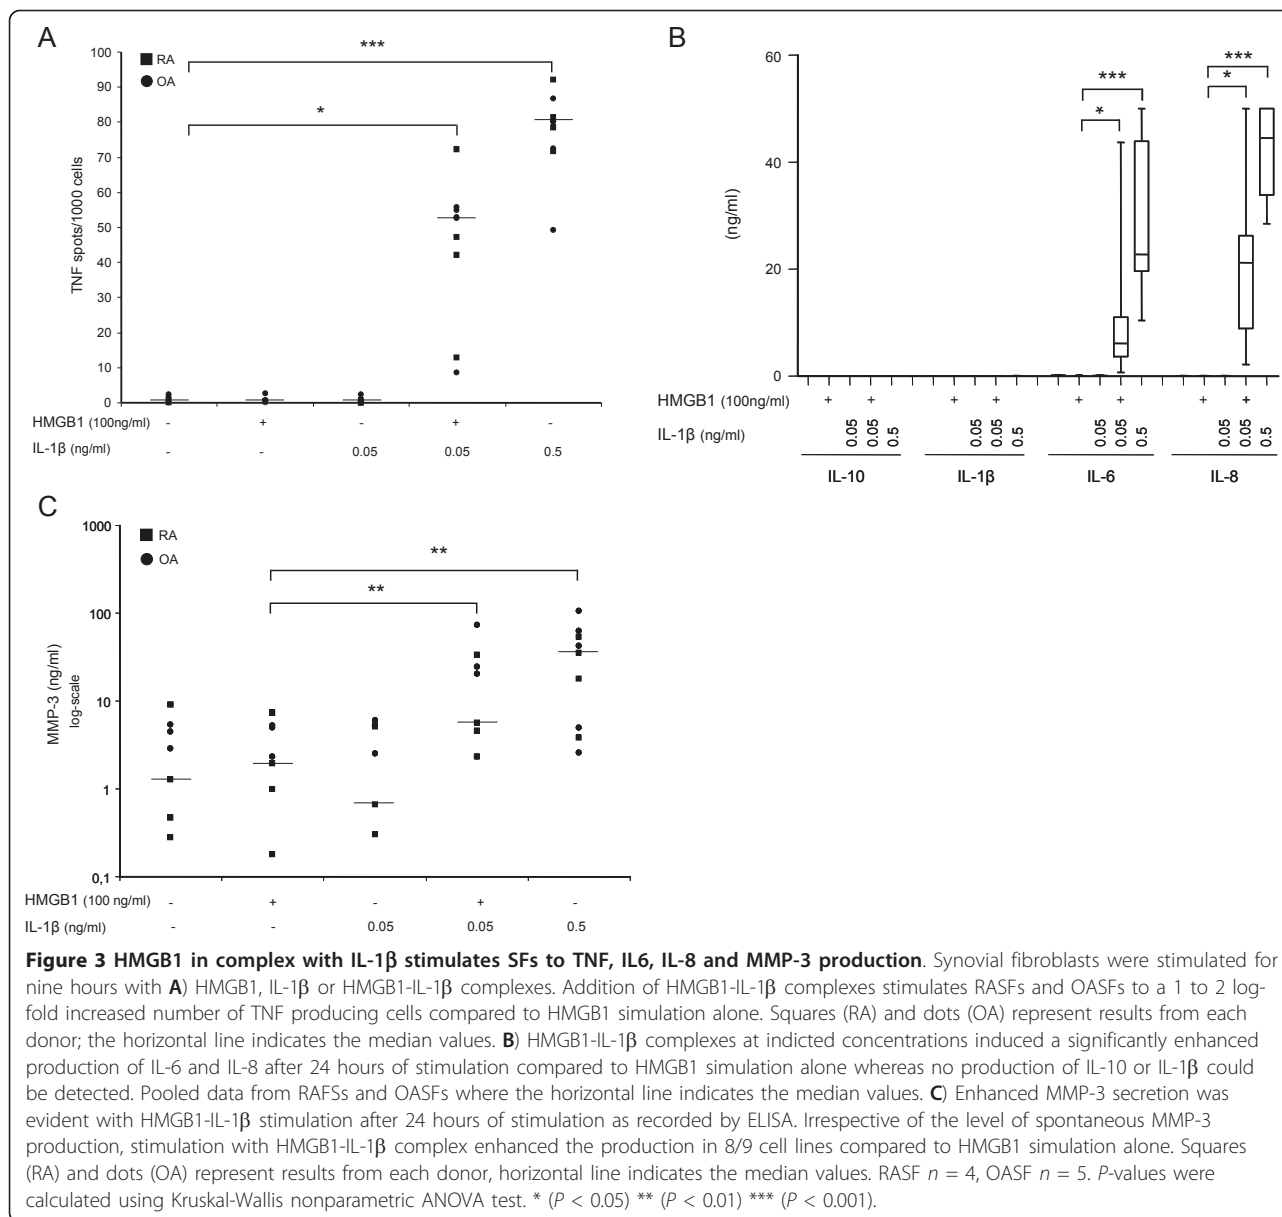 A
RA
OA
***
*
100
90
80
70
60
50
40
30
20
10
0
TNF spots/1000 cells
HMGB1 (100ng/ml) - + - + -
IL-1β (ng/ml) - - 0.05 0.05 0.5
B
60
40
20
0
(ng/ml)
***
*
***
*
HMGB1 (100ng/ml) + + + + + + + +
IL-1β (ng/ml) 0.05 0.05 0.5 0.05 0.05 0.5 0.05 0.05 0.5 0.05 0.05 0.5
IL-10 IL-1β IL-6 IL-8
C
RA
OA
**
**
1000
100
10
1
0,1
MMP-3 (ng/ml)
log-scale
HMGB1 (100 ng/ml) - + - + -
IL-1β (ng/ml) - - 0.05 0.05 0.5
Figure 3 HMGB1 in complex with IL-1β stimulates SFs to TNF, IL6, IL-8 and MMP-3 production. Synovial fibroblasts were stimulated for
nine hours with A) HMGB1, IL-1β or HMGB1-IL-1β complexes. Addition of HMGB1-IL-1β complexes stimulates RASFs and OASFs to a 1 to 2 log-
fold increased number of TNF producing cells compared to HMGB1 simulation alone. Squares (RA) and dots (OA) represent results from each
donor; the horizontal line indicates the median values. B) HMGB1-IL-1β complexes at indicted concentrations induced a significantly enhanced
production of IL-6 and IL-8 after 24 hours of stimulation compared to HMGB1 simulation alone whereas no production of IL-10 or IL-1β could
be detected. Pooled data from RAFSs and OASFs where the horizontal line indicates the median values. C) Enhanced MMP-3 secretion was
evident with HMGB1-IL-1β stimulation after 24 hours of stimulation as recorded by ELISA. Irrespective of the level of spontaneous MMP-3
production, stimulation with HMGB1-IL-1β complex enhanced the production in 8/9 cell lines compared to HMGB1 simulation alone. Squares
(RA) and dots (OA) represent results from each donor, horizontal line indicates the median values. RASF n = 4, OASF n = 5. P-values were
calculated using Kruskal-Wallis nonparametric ANOVA test. * (P < 0.05) ** (P < 0.01) *** (P < 0.001).